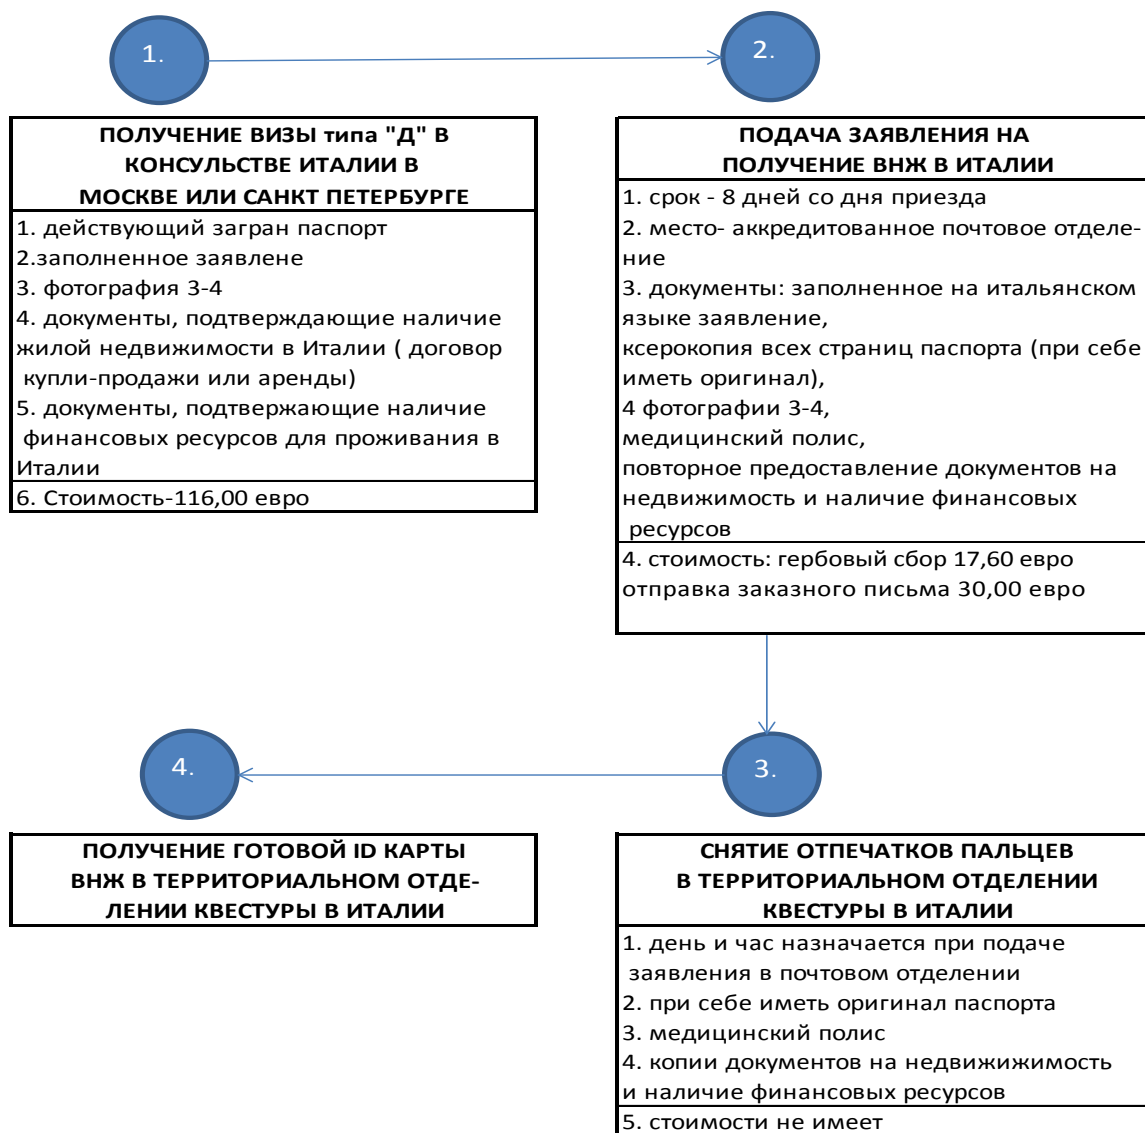 1.
2.
ПОЛУЧЕНИЕ ВИЗЫ типа "Д" В
КОНСУЛЬСТВЕ ИТАЛИИ В
МОСКВЕ ИЛИ САНКТ ПЕТЕРБУРГЕ
1. действующий загран паспорт
2.заполненное заявлене
3. фотография 3-4
4. документы, подтверждающие наличие
жилой недвижимости в Италии ( договор
купли-продажи или аренды)
5. документы, подтвержающие наличие
финансовых ресурсов для проживания в
Италии
6. Стоимость-116,00 евро
ПОДАЧА ЗАЯВЛЕНИЯ НА
ПОЛУЧЕНИЕ ВНЖ В ИТАЛИИ
1. срок - 8 дней со дня приезда
2. место- аккредитованное почтовое отделе-
ние
3. документы: заполненное на итальянском
языке заявление,
ксерокопия всех страниц паспорта (при себе
иметь оригинал),
4 фотографии 3-4,
медицинский полис,
повторное предоставление документов на
недвижимость и наличие финансовых
ресурсов
4. стоимость: гербовый сбор 17,60 евро
отправка заказного письма 30,00 евро
4.
3.
ПОЛУЧЕНИЕ ГОТОВОЙ ID КАРТЫ
ВНЖ В ТЕРРИТОРИАЛЬНОМ ОТДЕ-
ЛЕНИИ КВЕСТУРЫ В ИТАЛИИ
СНЯТИЕ ОТПЕЧАТКОВ ПАЛЬЦЕВ
В ТЕРРИТОРИАЛЬНОМ ОТДЕЛЕНИИ
КВЕСТУРЫ В ИТАЛИИ
1. день и час назначается при подаче
заявления в почтовом отделении
2. при себе иметь оригинал паспорта
3. медицинский полис
4. копии документов на недвижижимость
и наличие финансовых ресурсов
5. стоимости не имеет